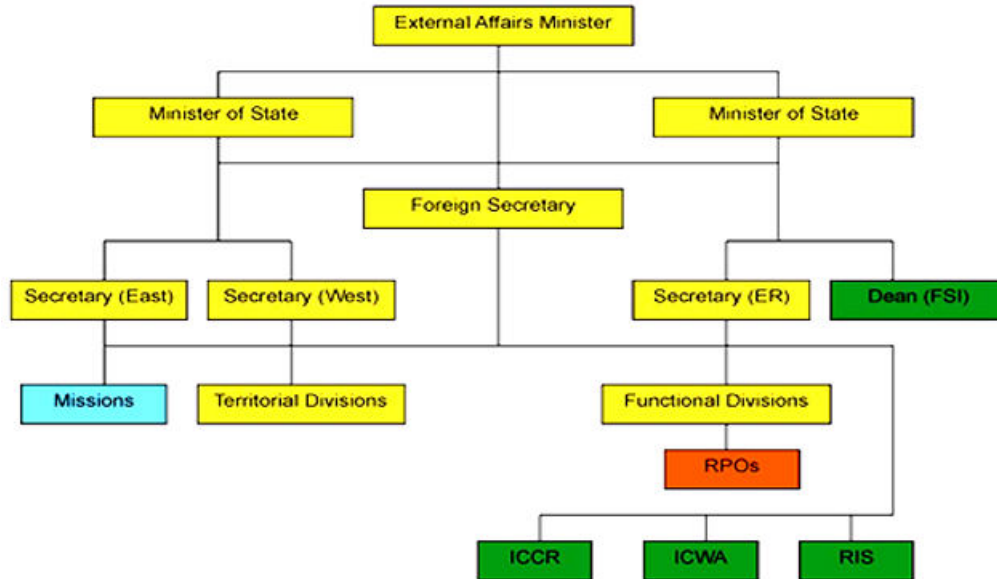 External Affairs Minister
Minister of State
Minister of State
Foreign Secretary
Secretary (East)
Secretary (West)
Secretary (ER)
Dean (FSI)
Missions
Territorial Divisions
Functional Divisions
RPOs
ICCR
ICWA
RIS